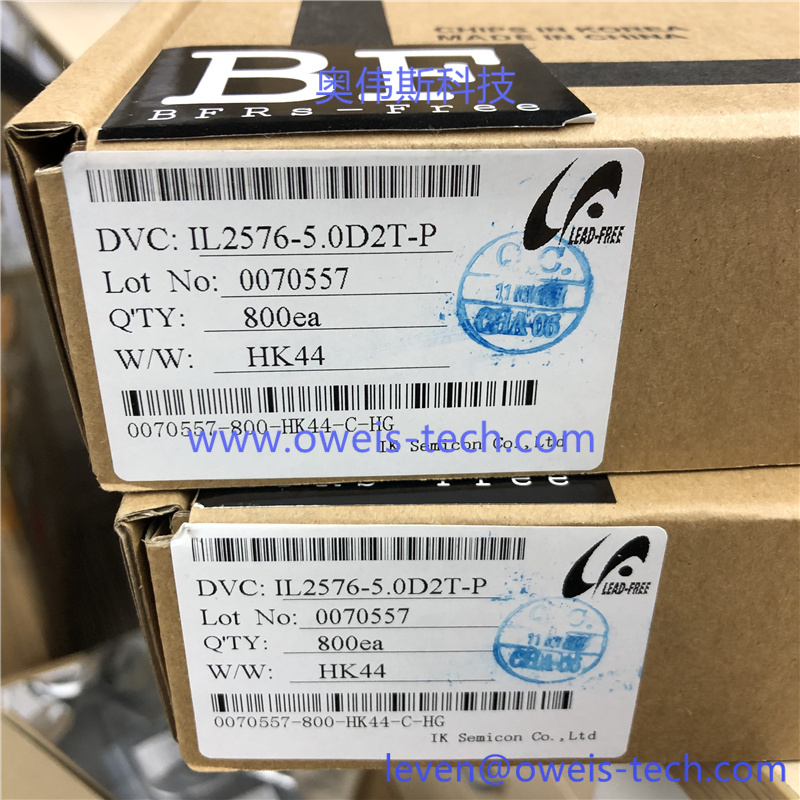 CHIPS IN KOREA
MADE IN CHINA
BF
奥伟斯科技
BFRs-Free
LEAD-FREE
DVC: IL2576-5.0D2T-P
Lot No: 0070557
Q'TY: 800ea
W/W: HK44
Q.C.
0070557-800-HK44-C-HG
IK Semicon Co.,Ltd
www.oweis-tech.com
Free
LEAD-FREE
DVC: IL2576-5.0D2T-P
Lot No: 0070557
Q'TY: 800ea
W/W: HK44
0070557-800-HK44-C-HG
IK Semicon Co.,Ltd
leven@oweis-tech.com